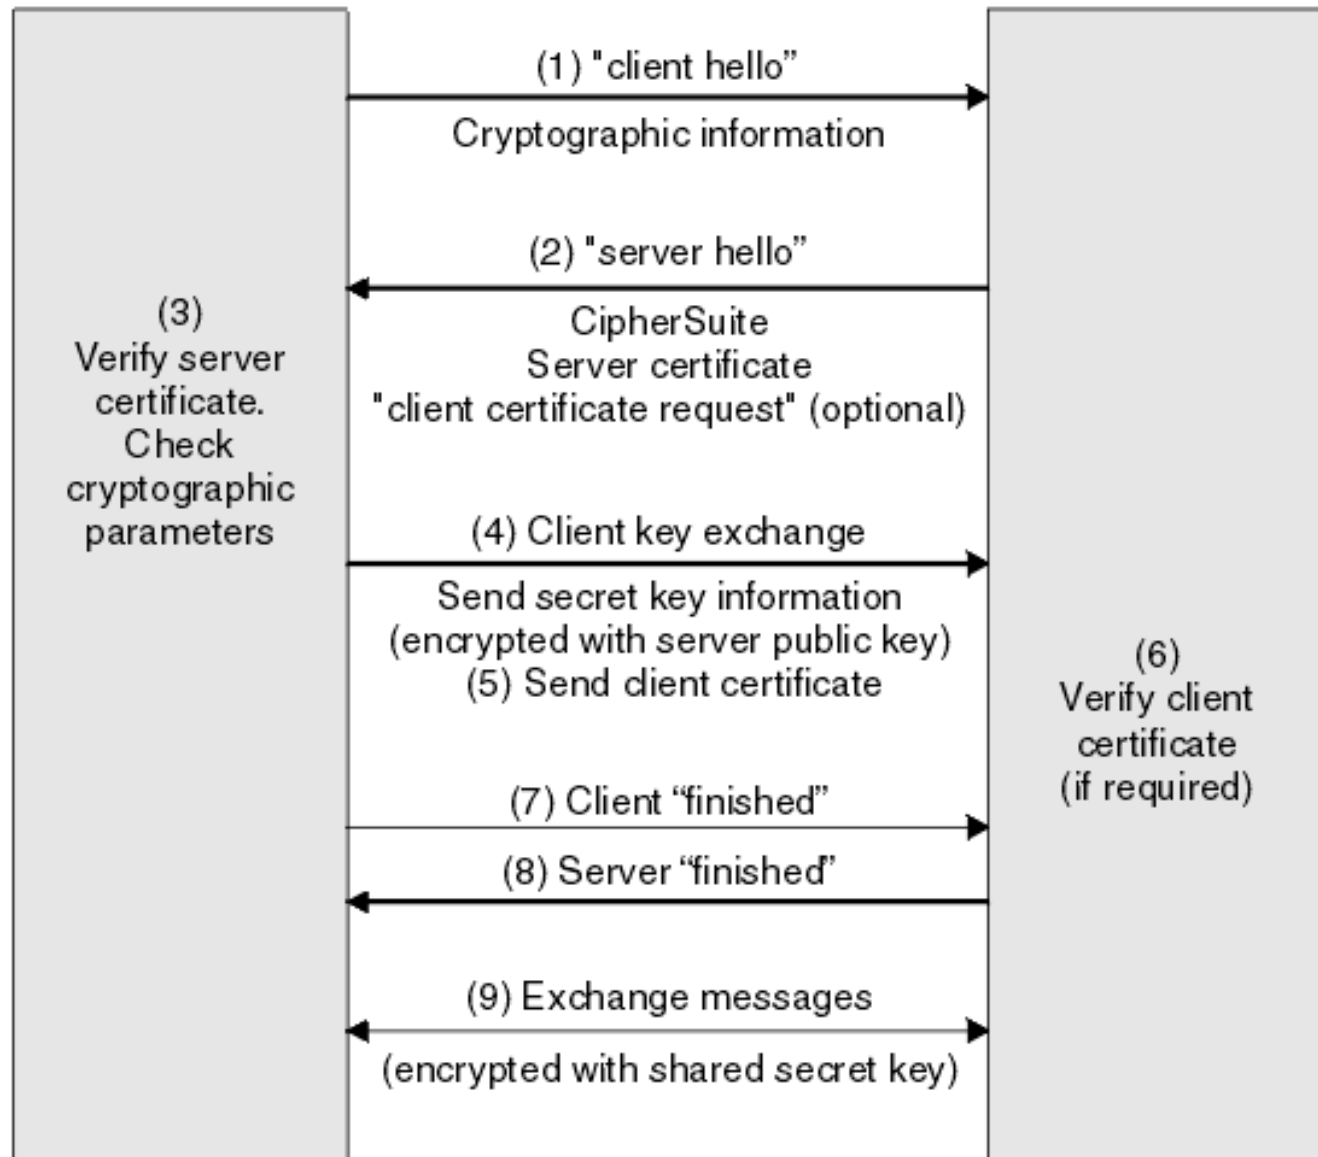 (1) "client hello”
Cryptographic information
(2) "server hello”
CipherSuite
Server certificate
"client certificate request" (optional)
(3)
Verify server
certificate.
Check
cryptographic
parameters
(4) Client key exchange
Send secret key information
(encrypted with server public key)
(5) Send client certificate
(6)
Verify client
certificate
(if required)
(7) Client “finished”
(8) Server “finished”
(9) Exchange messages
(encrypted with shared secret key)